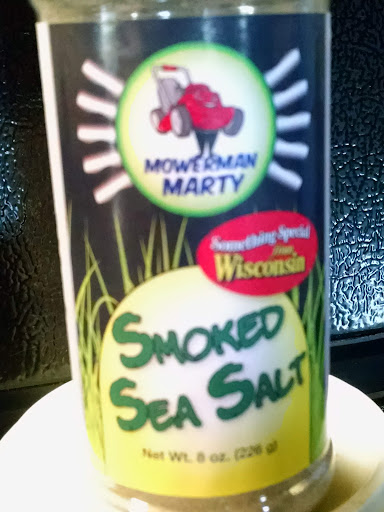 MOWERMAN
MARTY
Something Special
from
Wisconsin
SMOKED
SEA SALT
Net Wt. 8 oz. (226 g)